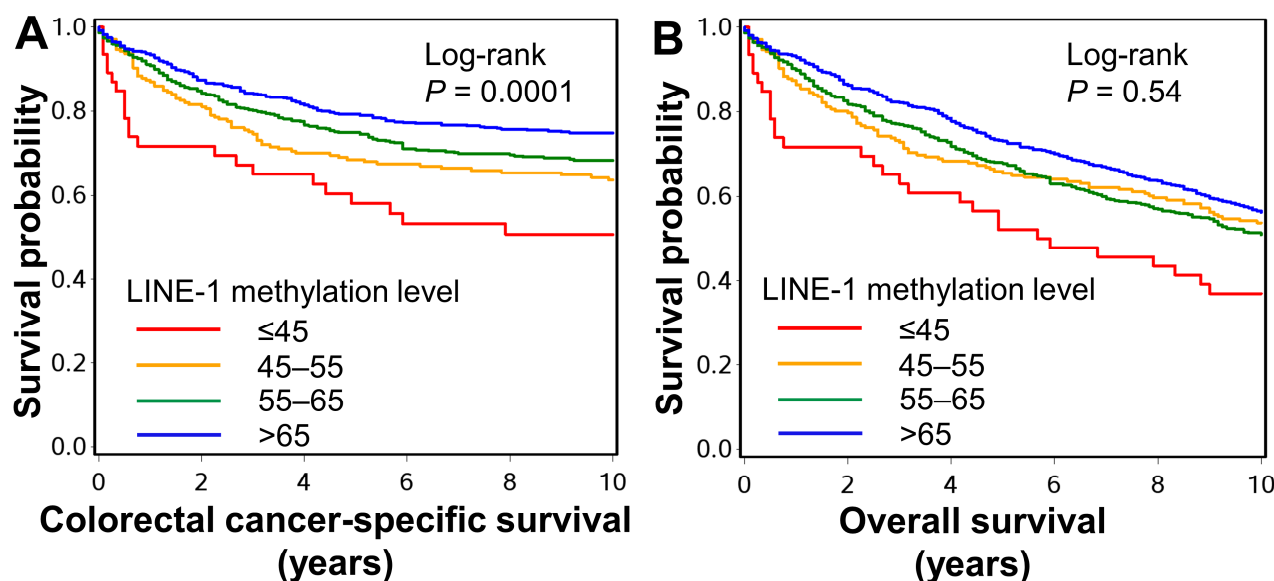 A
Survival probability
1.0
0.8
0.6
0.4
0.2
0.0
Log-rank
P = 0.0001
LINE-1 methylation level
≤45
45–55
55–65
>65
0 2 4 6 8 10
Colorectal cancer-specific survival
(years)
B
Survival probability
1.0
0.8
0.6
0.4
0.2
0.0
Log-rank
P = 0.54
LINE-1 methylation level
≤45
45–55
55–65
>65
0 2 4 6 8 10
Overall survival
(years)